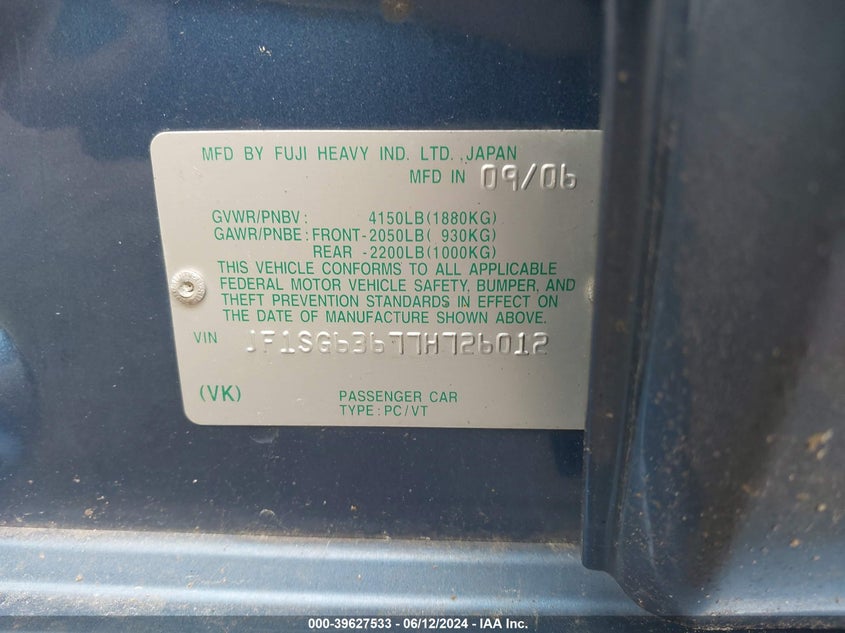 MFD BY FUJI HEAVY IND. LTD. ,JAPAN
MFD IN 09/06
GVWR/PNBV: 4150LB(1880KG)
GAWR/PNBE: FRONT-2050LB( 930KG)
REAR -2200LB(1000KG)
THIS VEHICLE CONFORMS TO ALL APPLICABLE
FEDERAL MOTOR VEHICLE SAFETY, BUMPER, AND
THEFT PREVENTION STANDARDS IN EFFECT ON
THE DATE OF MANUFACTURE SHOWN ABOVE.
VIN JF1SG63677H726012
(VK) PASSENGER CAR
TYPE: PC/VT
000-39627533 - 06/12/2024 - IAA Inc.